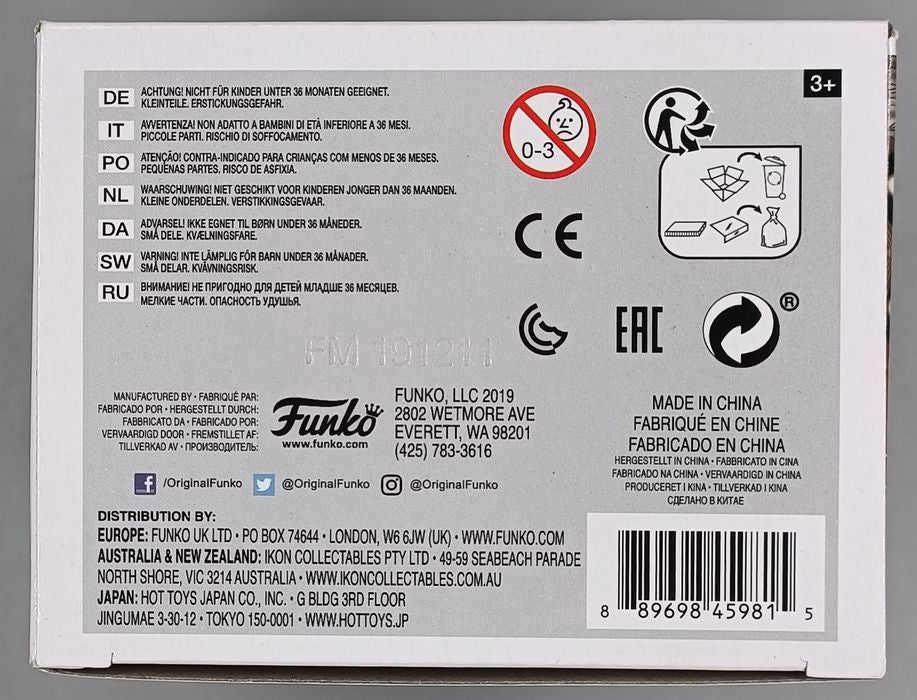 3+
DE ACHTUNG! NICHT FÜR KINDER UNTER 36 MONATEN GEEIGNET.
KLEINTEILE. ERSTICKUNGSGEFAHR.
IT AVVERTENZA! NON ADATTO A BAMBINI DI ETÀ INFERIORE A 36 MESI.
PICCOLE PARTI. RISCHIO DI SOFFOCAMENTO.
PO ATENÇÃO! CONTRA-INDICADO PARA CRIANÇAS COM MENOS DE 36 MESES.
PEQUENAS PARTES. RISCO DE ASFIXIA.
NL WAARSCHUWING! NIET GESCHIKT VOOR KINDEREN JONGER DAN 36 MAANDEN.
KLEINE ONDERDELEN. VERSTIKKINGSGEVAAR.
DA ADVARSEL! IKKE EGNET TIL BØRN UNDER 36 MÅNEDER.
SMÅ DELE. KVÆLNINGSFARE.
SW VARNING! INTE LÄMPLIG FÖR BARN UNDER 36 MÅNADER.
SMÅ DELAR. KVÄVNINGSRISK.
RU ВНИМАНИЕ! НЕ ПРИГОДНО ДЛЯ ДЕТЕЙ МЛАДШЕ 36 МЕСЯЦЕВ.
МЕЛКИЕ ЧАСТИ. ОПАСНОСТЬ УДУШЬЯ.
0-3
CE
EAC
®
FM 191211
MANUFACTURED BY • FABRIQUÉ PAR:
FABRICADO POR • HERGESTELLT DURCH:
FABBRICATO DA • FABRICADO POR:
VERVAARDIGD DOOR • FREMSTILLET AF:
TILLVERKAD AV • ПРОИЗВОДИТЕЛЬ:
Funko
www.funko.com
FUNKO, LLC 2019
2802 WETMORE AVE
EVERETT, WA 98201
(425) 783-3616
MADE IN CHINA
FABRIQUÉ EN CHINE
FABRICADO EN CHINA
HERGESTELLT IN CHINA • FABBRICATO IN CINA
FABRICADO NA CHINA • VERVAARDIGD IN CHINA
PRODUCERET I KINA • TILLVERKAD I KINA
СДЕЛАНО В КИТАЕ
f /OriginalFunko @OriginalFunko @OriginalFunko
DISTRIBUTION BY:
EUROPE: FUNKO UK LTD • PO BOX 74644 • LONDON, W6 6JW (UK) • WWW.FUNKO.COM
AUSTRALIA & NEW ZEALAND: IKON COLLECTABLES PTY LTD • 49-59 SEABEACH PARADE
NORTH SHORE, VIC 3214 AUSTRALIA • WWW.IKONCOLLECTABLES.COM.AU
JAPAN: HOT TOYS JAPAN CO., INC. • G BLDG 3RD FLOOR
JINGUMAE 3-30-12 • TOKYO 150-0001 • WWW.HOTTOYS.JP
8 89698 45981 5